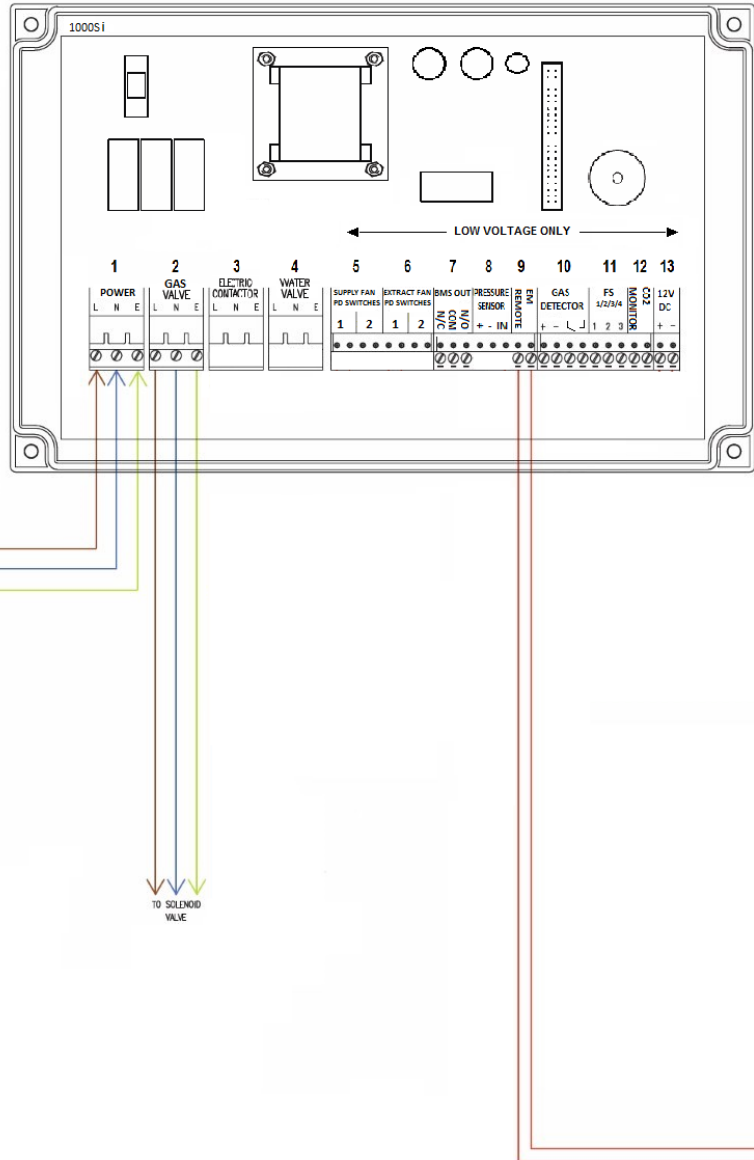 1000Si
LOW VOLTAGE ONLY
1 2 3 4 5 6 7 8 9 10 11 12 13
POWER
L N E
GAS
VALVE
L N E
ELECTRIC
CONTACTOR
L N E
WATER
VALVE
L N E
SUPPLY FAN
PD SWITCHES
1 2
EXTRACT FAN
PD SWITCHES
1 2
BMS OUT
N/C COM N/O
PRESSURE
SENSOR
+ - IN
REMOTE
EM
GAS
DETECTOR
+ -
FS
1/2/3/4
1 2 3
MONITOR
CO2
12V
DC
+ -
TO SOLENOID
VALVE